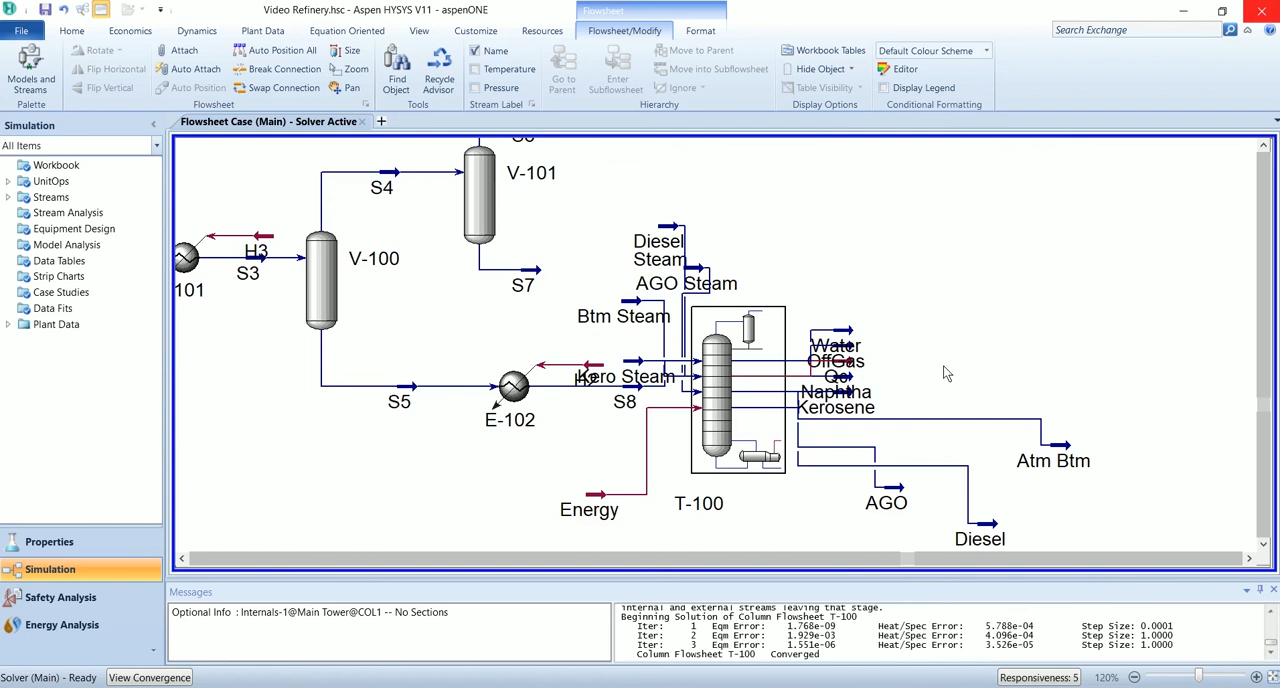 Video Refinery.hsc - Aspen HYSYS V11 - aspenONE
Flowsheet
File Home Economics Dynamics Plant Data Equation Oriented View Customize Resources Flowsheet/Modify Format
Search Exchange
Models and Streams
Palette
Rotate
Flip Horizontal
Flip Vertical
Attach
Auto Attach
Auto Position
Auto Position All
Break Connection
Swap Connection
Size
Zoom
Pan
Flowsheet
Find Object
Recycle Advisor
Tools
Name
Temperature
Pressure
Stream Label
Go to Parent
Enter Subflowsheet
Move to Parent
Move into Subflowsheet
Ignore
Hierarchy
Workbook Tables
Hide Object
Table Visibility
Display Options
Default Colour Scheme
Editor
Display Legend
Conditional Formatting
Simulation
All Items
Workbook
UnitOps
Streams
Stream Analysis
Equipment Design
Model Analysis
Data Tables
Strip Charts
Case Studies
Data Fits
Plant Data
Properties
Simulation
Safety Analysis
Energy Analysis
Flowsheet Case (Main) - Solver Active
V-101
S4
H3
S3
101
V-100
S7
Diesel
Steam
AGO Steam
Btm Steam
Kero Steam
S5
S8
E-102
Water
OffGas
Qc
Naphtha
Kerosene
Atm Btm
Energy
T-100
AGO
Diesel
Messages
Optional Info : Internals-1@Main Tower@COL1 -- No Sections
internal and external streams leaving that stage.
Beginning Solution of Column Flowsheet T-100
Iter: 1 Eqm Error: 1.768e-09 Heat/Spec Error: 5.788e-04 Step Size: 0.0001
Iter: 2 Eqm Error: 1.929e-03 Heat/Spec Error: 4.096e-04 Step Size: 1.0000
Iter: 3 Eqm Error: 1.551e-06 Heat/Spec Error: 3.526e-05 Step Size: 1.0000
Column Flowsheet T-100 Converged
Solver (Main) - Ready
View Convergence
Responsiveness: 5
120%